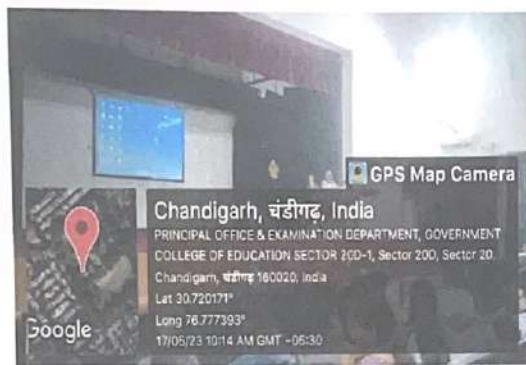 GPS Map Camera
Chandigarh, चंडीगढ़, India
PRINCIPAL OFFICE & EXAMINATION DEPARTMENT, GOVERNMENT
COLLEGE OF EDUCATION SECTOR 20D-1, Sector 20D, Sector 20,
Chandigarh, चंडीगढ़ 160020, India
Lat 30.720171°
Long 76.777393°
17/05/23 10:14 AM GMT +05:30
Google